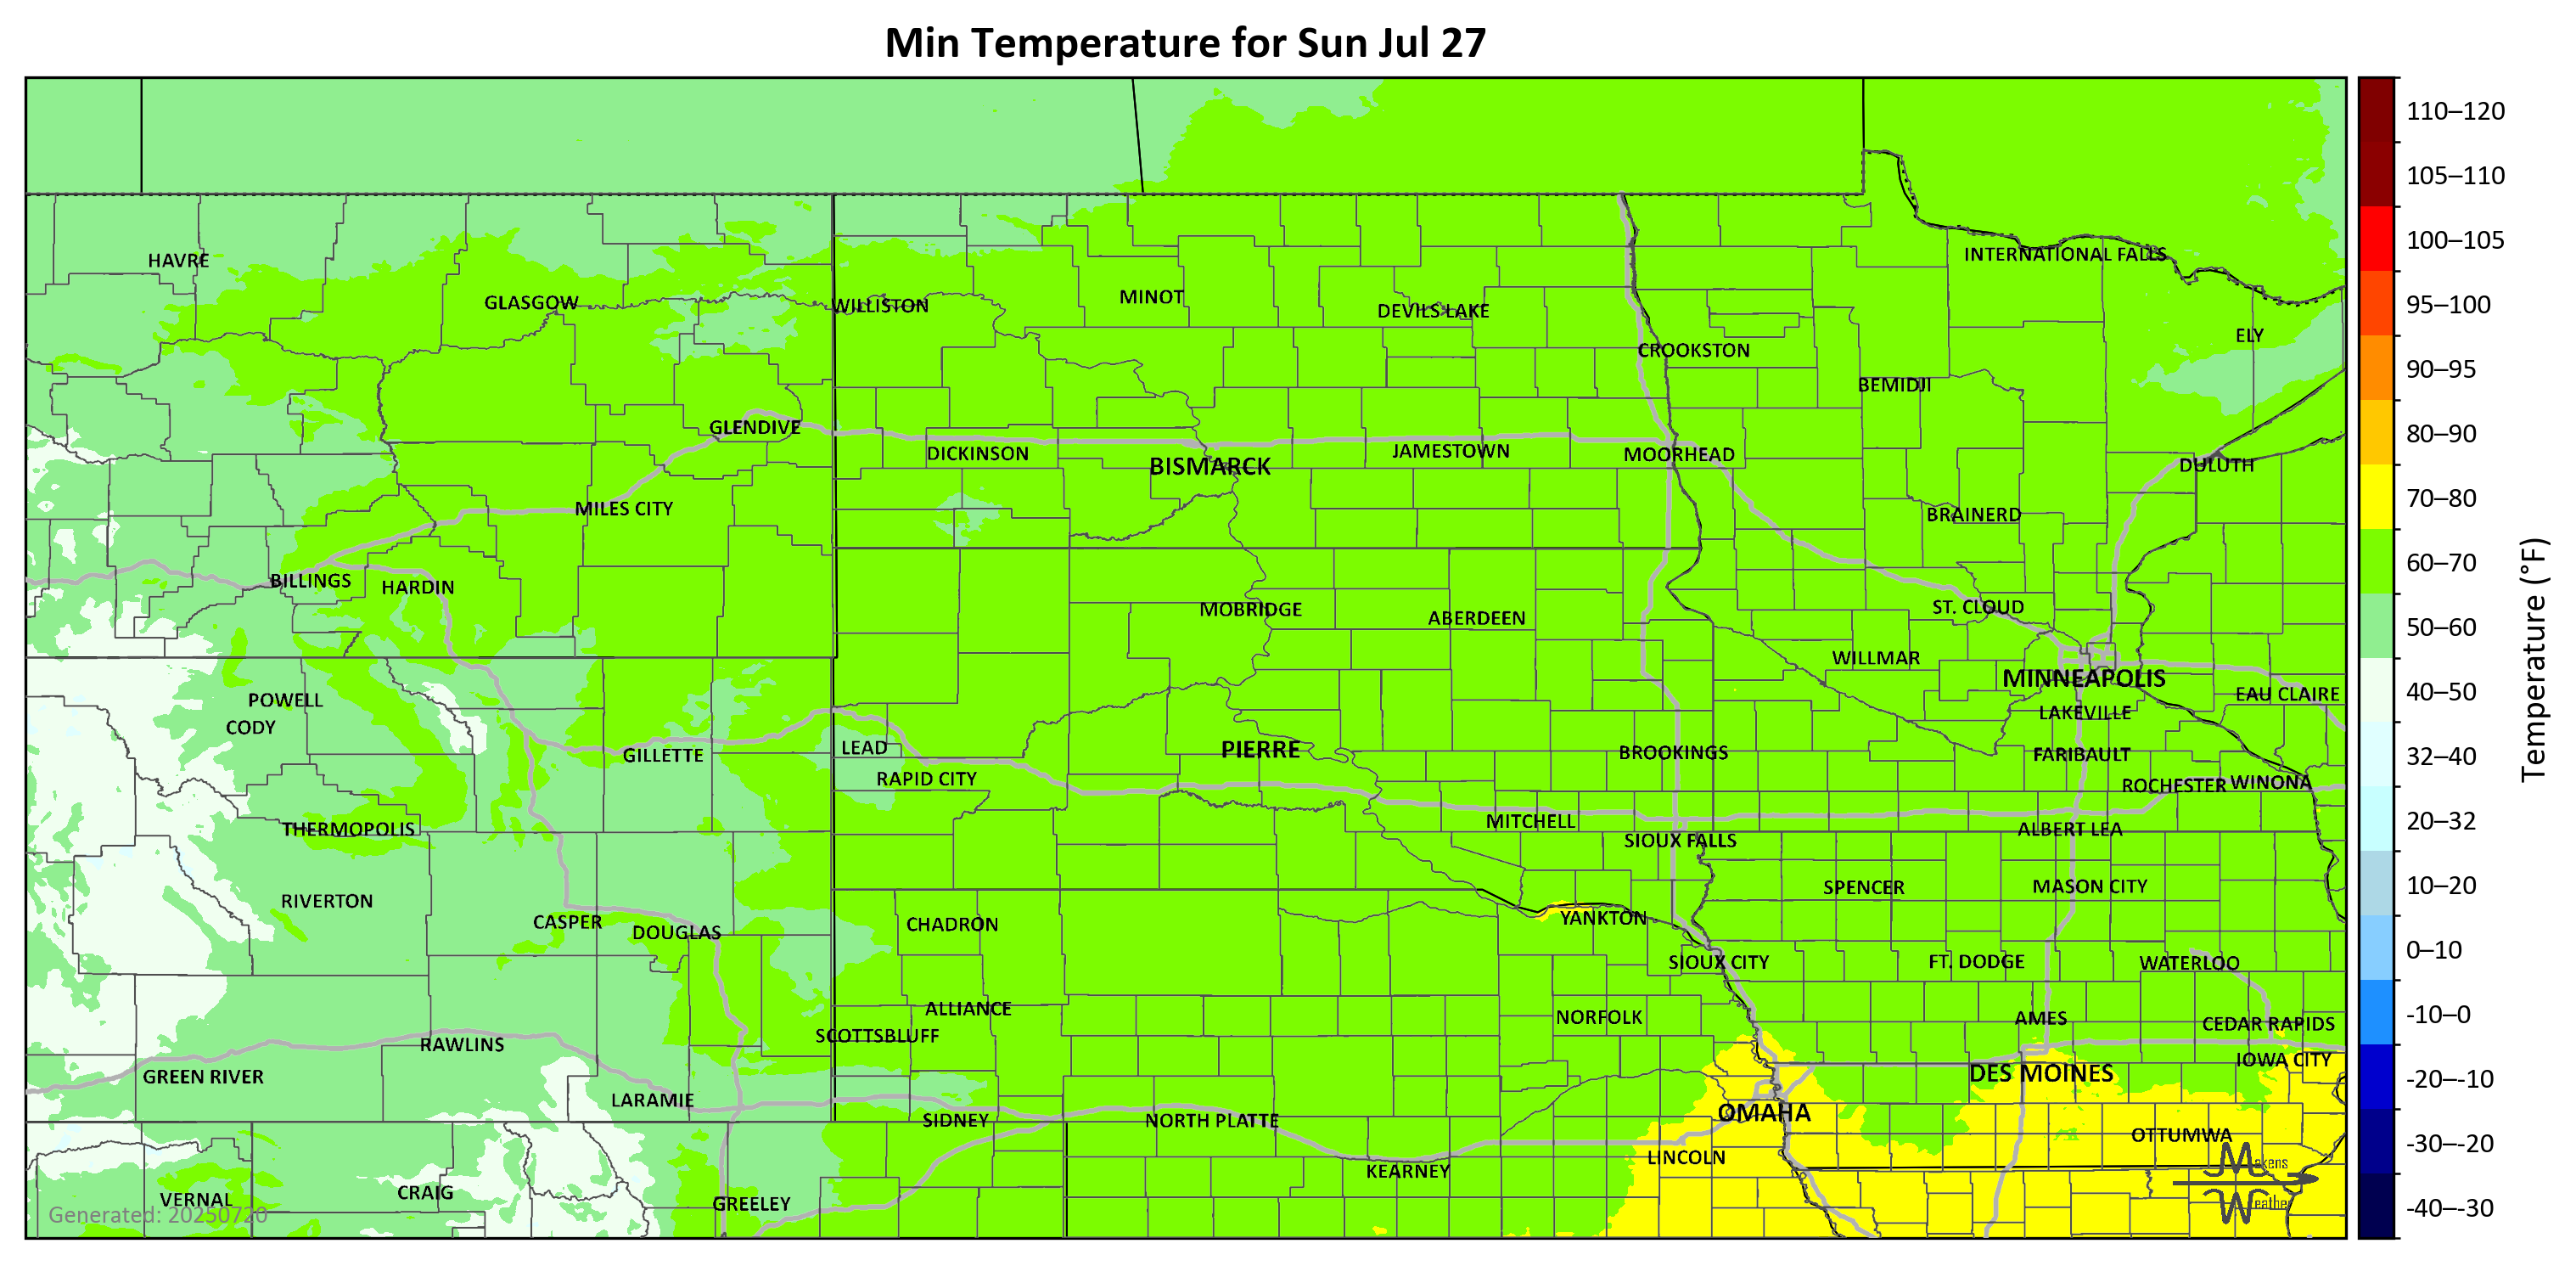 Min Temperature for Sun Jul 27
110–120
105–110
100–105
95–100
90–95
80–90
70–80
60–70
50–60
40–50
32–40
20–32
10–20
0–10
-10–0
-20–-10
-30–-20
-40–-30
Temperature (°F)
HAVRE
GLASGOW
WILLISTON
MINOT
DEVILS LAKE
INTERNATIONAL FALLS
CROOKSTON
ELY
BEMIDJI
GLENDIVE
DICKINSON
BISMARCK
JAMESTOWN
MOORHEAD
DULUTH
MILES CITY
BRAINERD
BILLINGS
HARDIN
MOBRIDGE
ABERDEEN
ST. CLOUD
WILLMAR
MINNEAPOLIS
EAU CLAIRE
POWELL
CODY
LAKEVILLE
GILLETTE
LEAD
PIERRE
BROOKINGS
FARIBAULT
RAPID CITY
ROCHESTER
WINONA
THERMOPOLIS
MITCHELL
ALBERT LEA
SIOUX FALLS
RIVERTON
SPENCER
MASON CITY
CASPER
DOUGLAS
CHADRON
YANKTON
SIOUX CITY
FT. DODGE
WATERLOO
ALLIANCE
NORFOLK
AMES
CEDAR RAPIDS
SCOTTSBLUFF
RAWLINS
IOWA CITY
GREEN RIVER
DES MOINES
LARAMIE
SIDNEY
NORTH PLATTE
OMAHA
OTTUMWA
LINCOLN
KEARNEY
VERNAL
CRAIG
GREELEY
Makens
Weather
Generated: 20250720